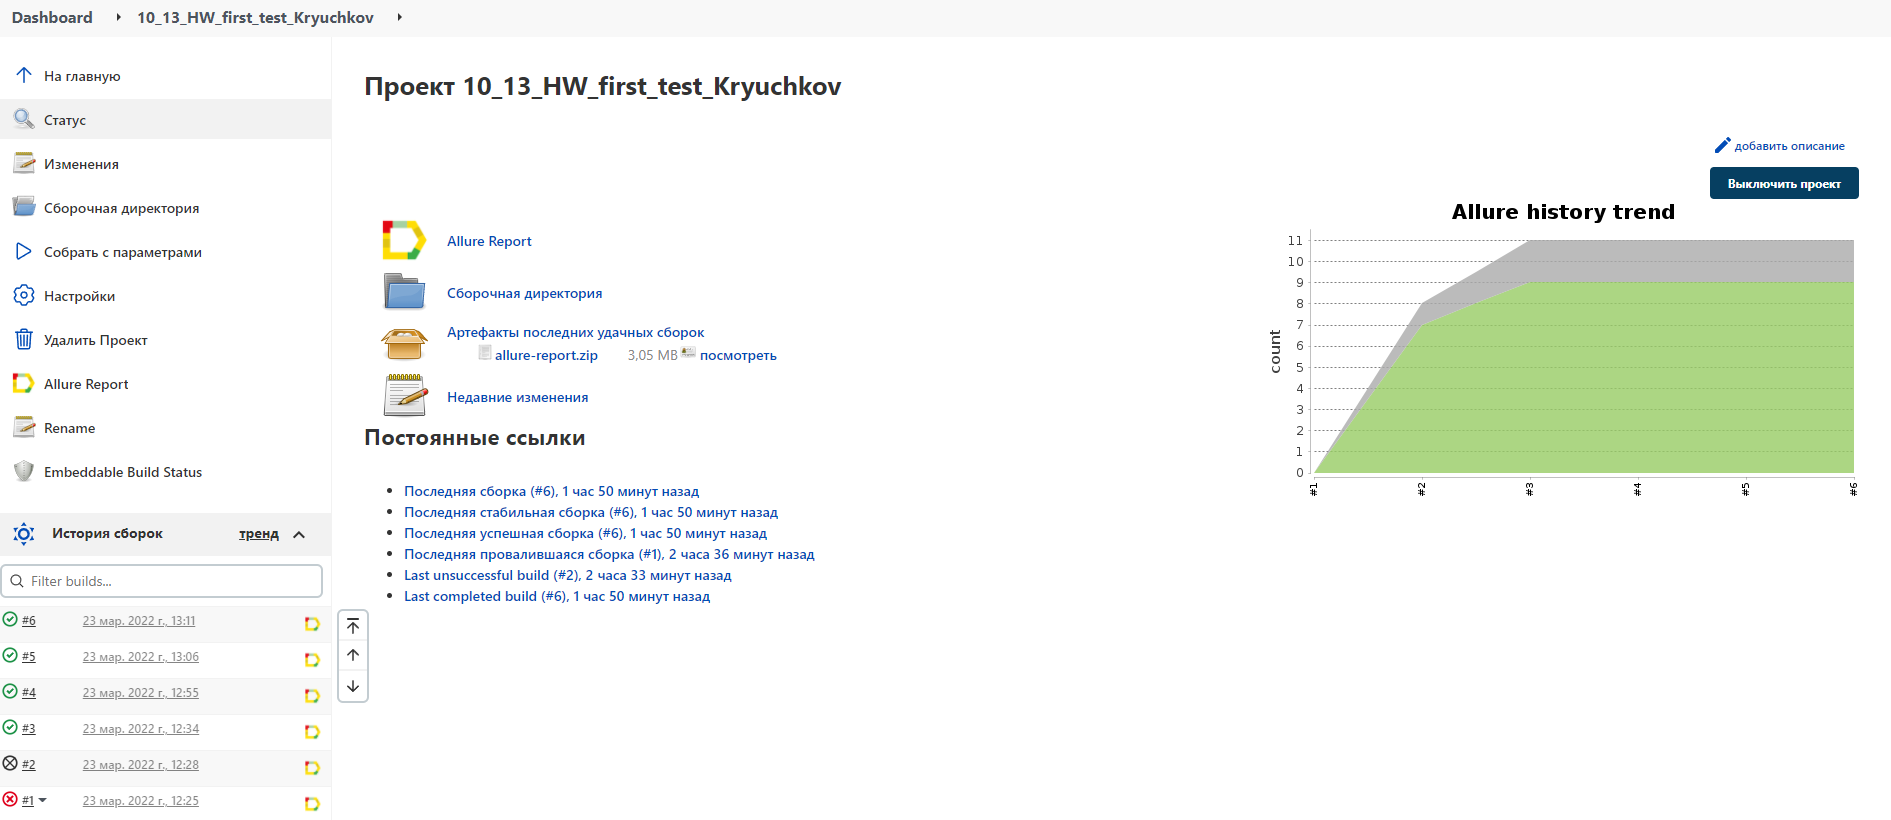 Dashboard 10_13_HW_first_test_Kryuchkov
На главную
Статус
Изменения
Сборочная директория
Собрать с параметрами
Настройки
Удалить Проект
Allure Report
Rename
Embeddable Build Status
История сборок тренд
Filter builds...
#6 23 мар. 2022 г., 13:11
#5 23 мар. 2022 г., 13:06
#4 23 мар. 2022 г., 12:55
#3 23 мар. 2022 г., 12:34
#2 23 мар. 2022 г., 12:28
#1 23 мар. 2022 г., 12:25
Проект 10_13_HW_first_test_Kryuchkov
добавить описание
Выключить проект
Allure Report
Сборочная директория
Артефакты последних удачных сборок
allure-report.zip 3,05 MB посмотреть
Недавние изменения
Постоянные ссылки
Последняя сборка (#6), 1 час 50 минут назад
Последняя стабильная сборка (#6), 1 час 50 минут назад
Последняя успешная сборка (#6), 1 час 50 минут назад
Последняя провалившаяся сборка (#1), 2 часа 36 минут назад
Last unsuccessful build (#2), 2 часа 33 минут назад
Last completed build (#6), 1 час 50 минут назад
Allure history trend
count
11
10
9
8
7
6
5
4
3
2
1
0
#1 #2 #3 #4 #5 #6